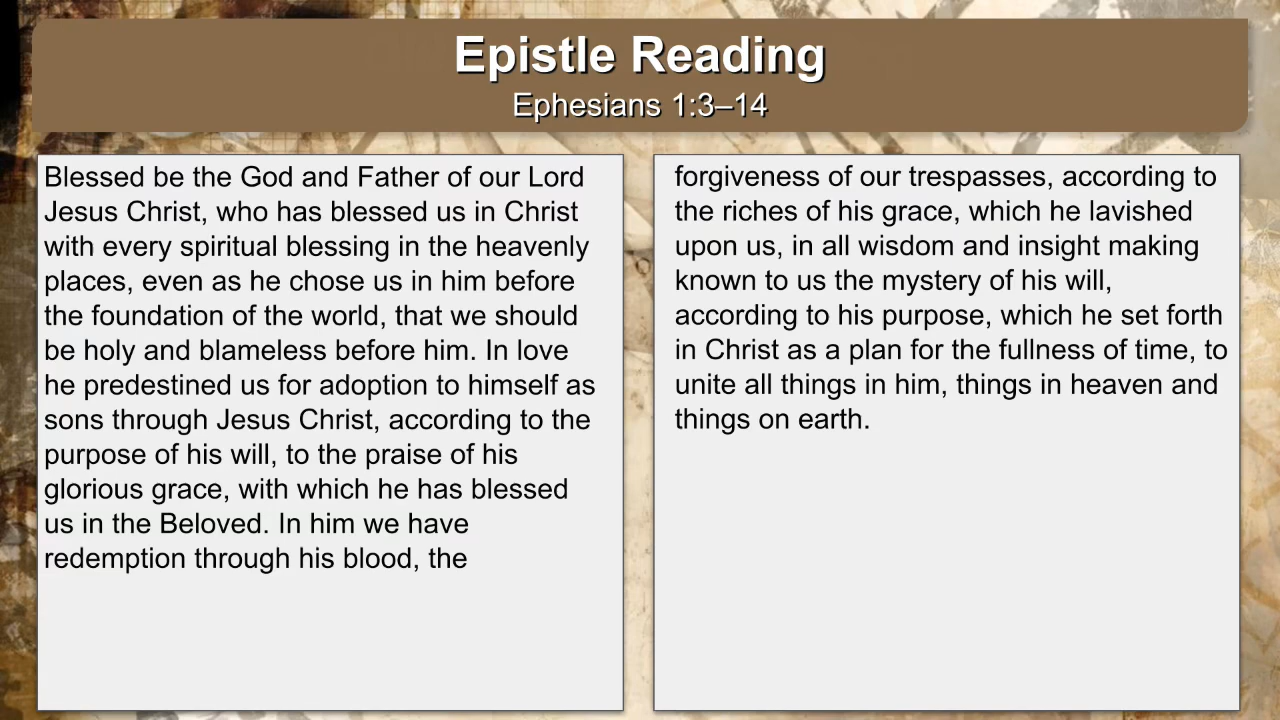 Epistle Reading
Ephesians 1:3–14
Blessed be the God and Father of our Lord
Jesus Christ, who has blessed us in Christ
with every spiritual blessing in the heavenly
places, even as he chose us in him before
the foundation of the world, that we should
be holy and blameless before him. In love
he predestined us for adoption to himself as
sons through Jesus Christ, according to the
purpose of his will, to the praise of his
glorious grace, with which he has blessed
us in the Beloved. In him we have
redemption through his blood, the
forgiveness of our trespasses, according to
the riches of his grace, which he lavished
upon us, in all wisdom and insight making
known to us the mystery of his will,
according to his purpose, which he set forth
in Christ as a plan for the fullness of time, to
unite all things in him, things in heaven and
things on earth.